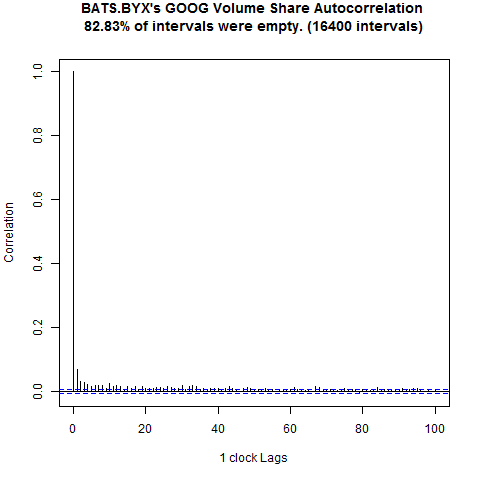 BATS.BYX's GOOG Volume Share Autocorrelation
82.83% of intervals were empty. (16400 intervals)
1.0
0.8
0.6
0.4
0.2
0.0
Correlation
0 20 40 60 80 100
1 clock Lags